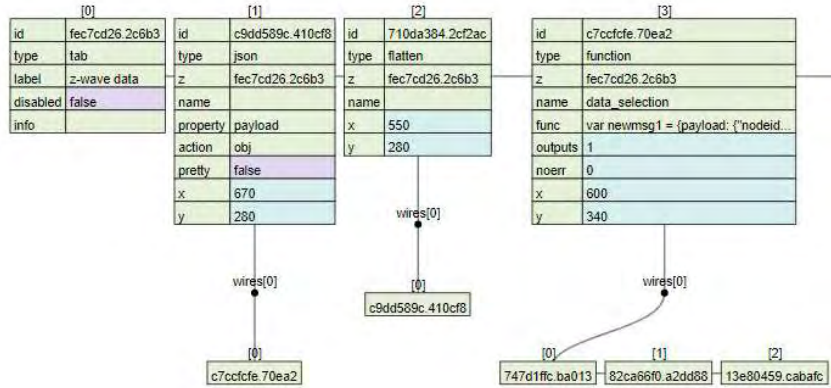 [0]
id fec7cd26.2c6b3
type tab
label z-wave data
disabled false
info
[1]
id c9dd589c.410cf8
type json
z fec7cd26.2c6b3
name
property payload
action obj
pretty false
x 670
y 280
wires[0]
[0]
c7ccfcfe.70ea2
[2]
id 710da384.2cf2ac
type flatten
z fec7cd26.2c6b3
name
x 550
y 280
wires[0]
[0]
c9dd589c.410cf8
[3]
id c7ccfcfe.70ea2
type function
z fec7cd26.2c6b3
name data_selection
func var newmsg1 = {payload: {"nodeid...
outputs 1
noerr 0
x 600
y 340
wires[0]
[0] [1] [2]
747d1ffc.ba013 82ca66f0.a2dd88 13e80459.cabafc